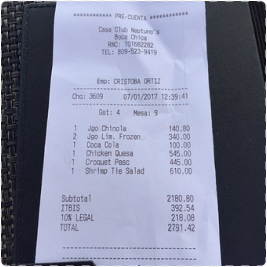 ************ PRE-CUENTA ************
Casa Club Neptuno's
Boca Chica
RNC: 101682282
TEL: 809-523-9419
Emp: CRISTOBA ORTIZ
Chq: 3609 07/01/2017 12:39:41
Gst: 4 Mesa: 9
1 Jgo Chinola 140.80
2 Jgo Lim. Frozen 340.00
1 Coca Cola 100.00
1 Chicken Quesa 545.00
1 Croquet Pesc 445.00
1 Shrimp Tie Salad 610.00
Subtotal 2180.80
ITBIS 392.54
10% LEGAL 218.08
TOTAL 2791.42